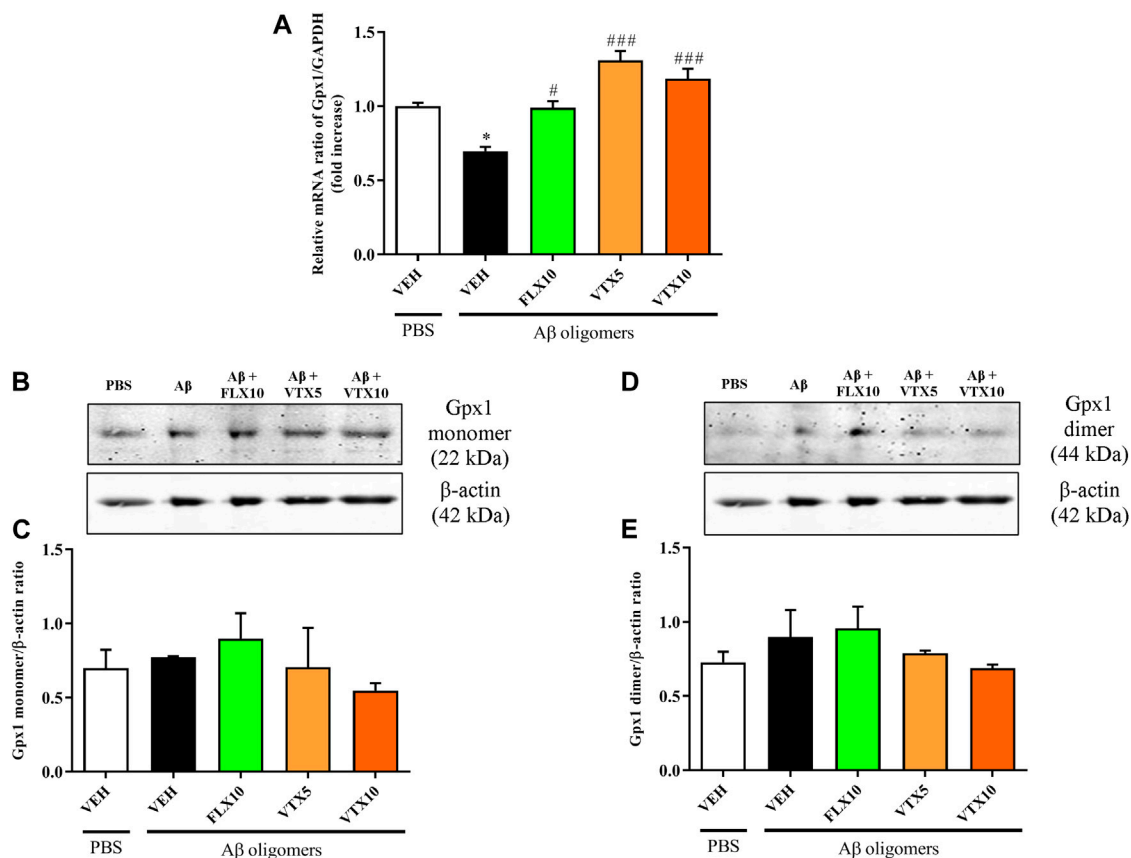 A
Relative mRNA ratio of Gpx1/GAPDH
(fold increase)
1.5
1.0
0.5
0.0
*
#
###
###
VEH
VEH
FLX10
VTX5
VTX10
PBS
Aβ oligomers
B
PBS
Aβ
Aβ +
FLX10
Aβ +
VTX5
Aβ +
VTX10
Gpx1
monomer
(22 kDa)
β-actin
(42 kDa)
C
Gpx1 monomer/β-actin ratio
1.5
1.0
0.5
0.0
VEH
VEH
FLX10
VTX5
VTX10
PBS
Aβ oligomers
D
PBS
Aβ
Aβ +
FLX10
Aβ +
VTX5
Aβ +
VTX10
Gpx1
dimer
(44 kDa)
β-actin
(42 kDa)
E
Gpx1 dimer/β-actin ratio
1.5
1.0
0.5
0.0
VEH
VEH
FLX10
VTX5
VTX10
PBS
Aβ oligomers